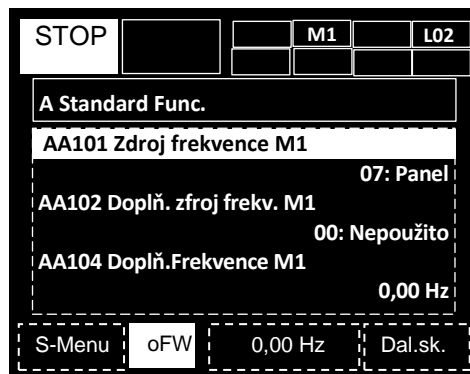 STOP M1 L02
A Standard Func.
AA101 Zdroj frekvence M1
07: Panel
AA102 Doplň. zfroj frekv. M1
00: Nepoužito
AA104 Doplň.Frekvence M1
0,00 Hz
S-Menu oFW 0,00 Hz Dal.sk.